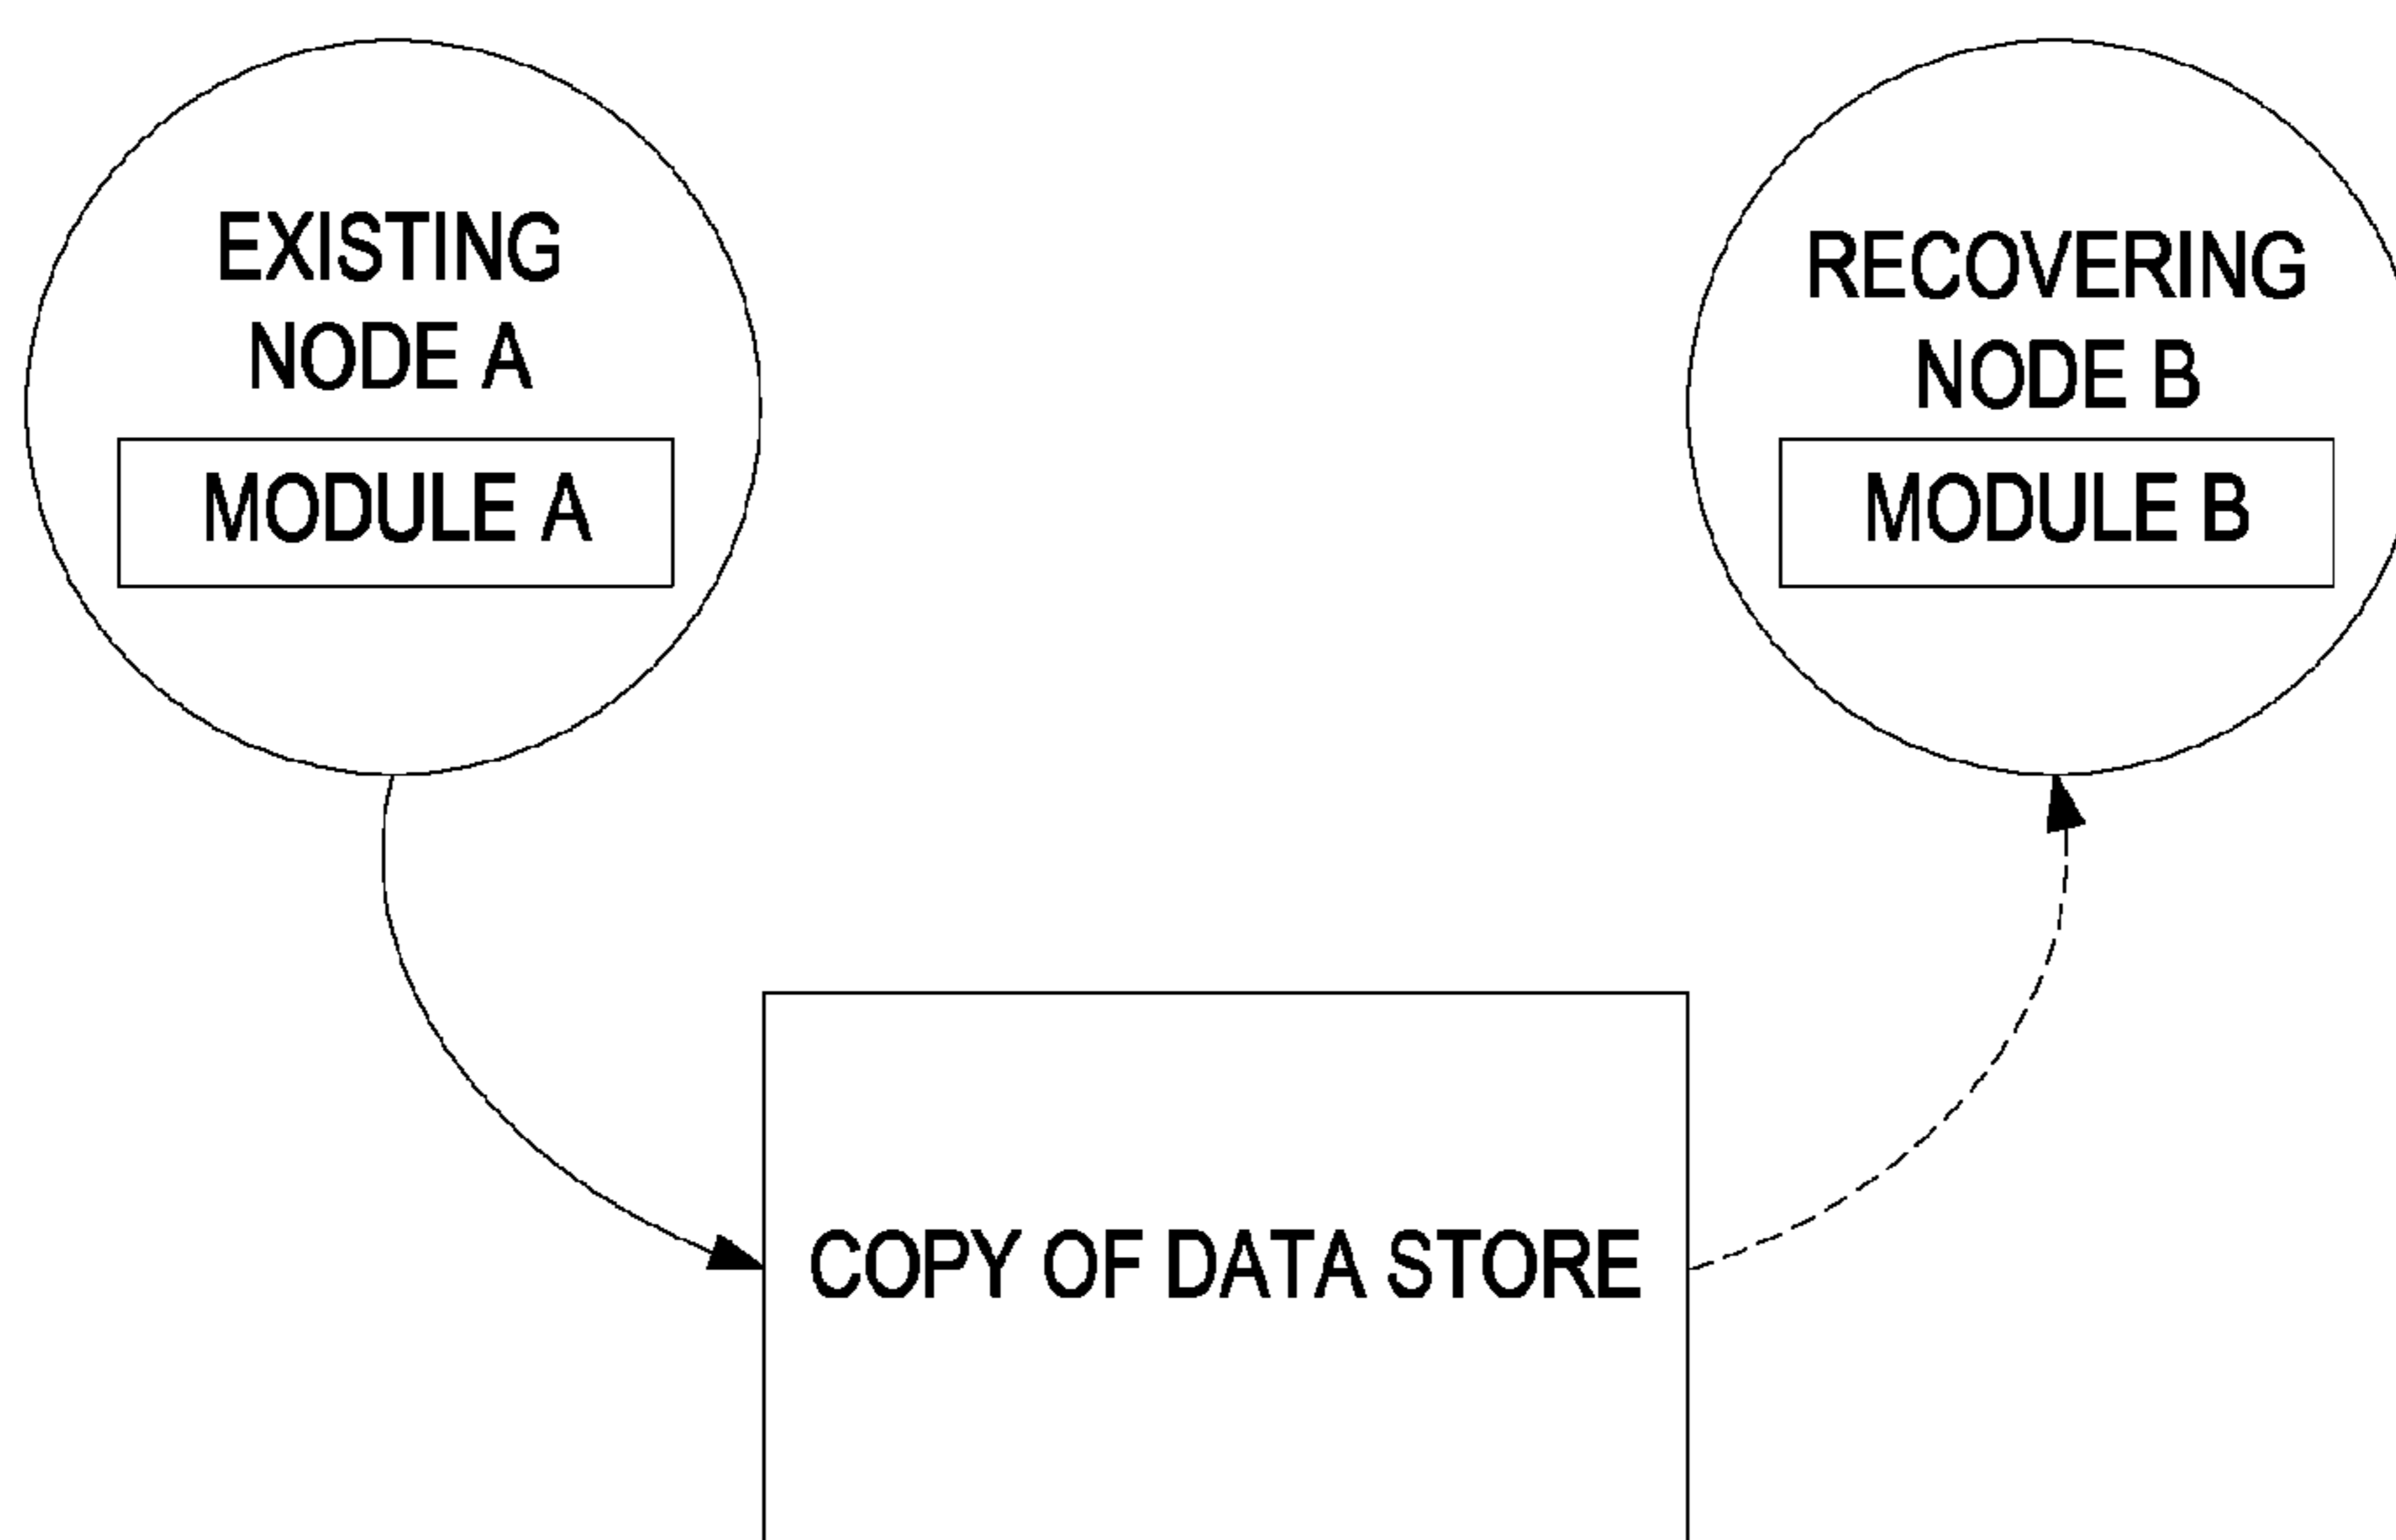 EXISTING
NODE A
MODULE A
RECOVERING
NODE B
MODULE B
COPY OF DATA STORE